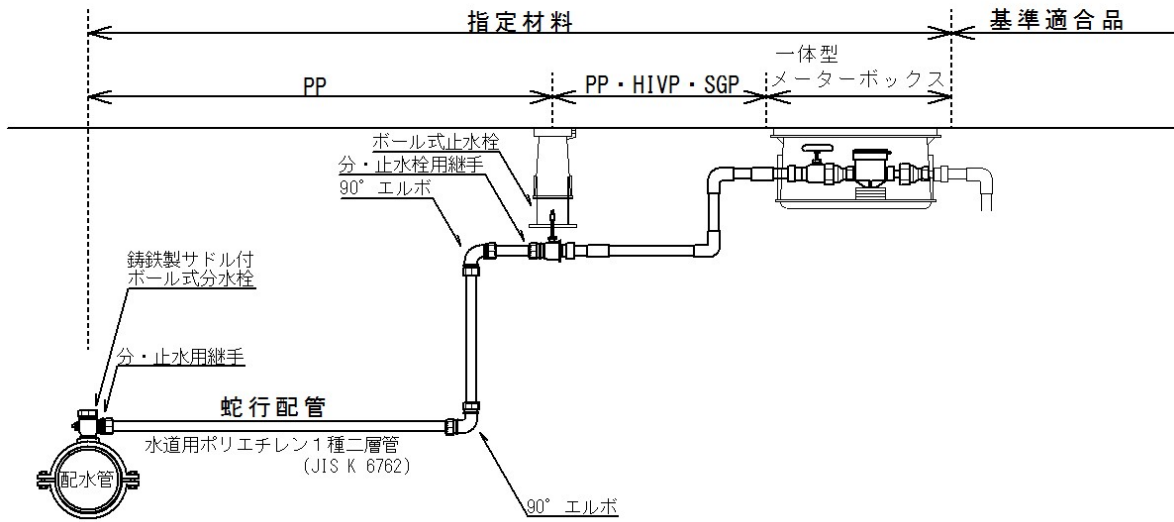 指定材料
基準適合品
一体型
メーターボックス
PP
PP・HIVP・SGP
ボール式止水栓
分・止水栓用継手
90°エルボ
鋳鉄製サドル付
ボール式分水栓
分・止水用継手
蛇行配管
水道用ポリエチレン1種二層管
(JIS K 6762)
配水管
90°エルボ